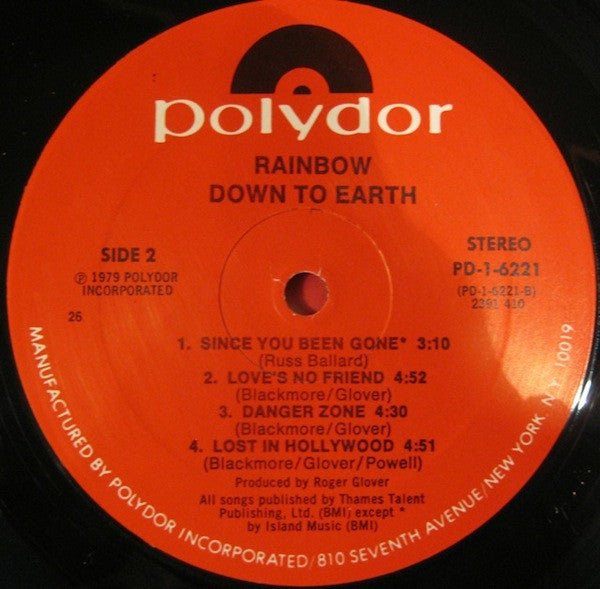 polydor
RAINBOW
DOWN TO EARTH
SIDE 2
℗ 1979 POLYDOR
INCORPORATED
26
STEREO
PD-1-6221
(PD-1-6221-B)
2391 410
1. SINCE YOU BEEN GONE* 3:10
(Russ Ballard)
2. LOVE'S NO FRIEND 4:52
(Blackmore/Glover)
3. DANGER ZONE 4:30
(Blackmore/Glover)
4. LOST IN HOLLYWOOD 4:51
(Blackmore/Glover/Powell)
Produced by Roger Glover
All songs published by Thames Talent
Publishing, Ltd. (BMI) except *
by Island Music (BMI)
MANUFACTURED BY POLYDOR INCORPORATED/810 SEVENTH AVENUE/NEW YORK, N.Y. 10019